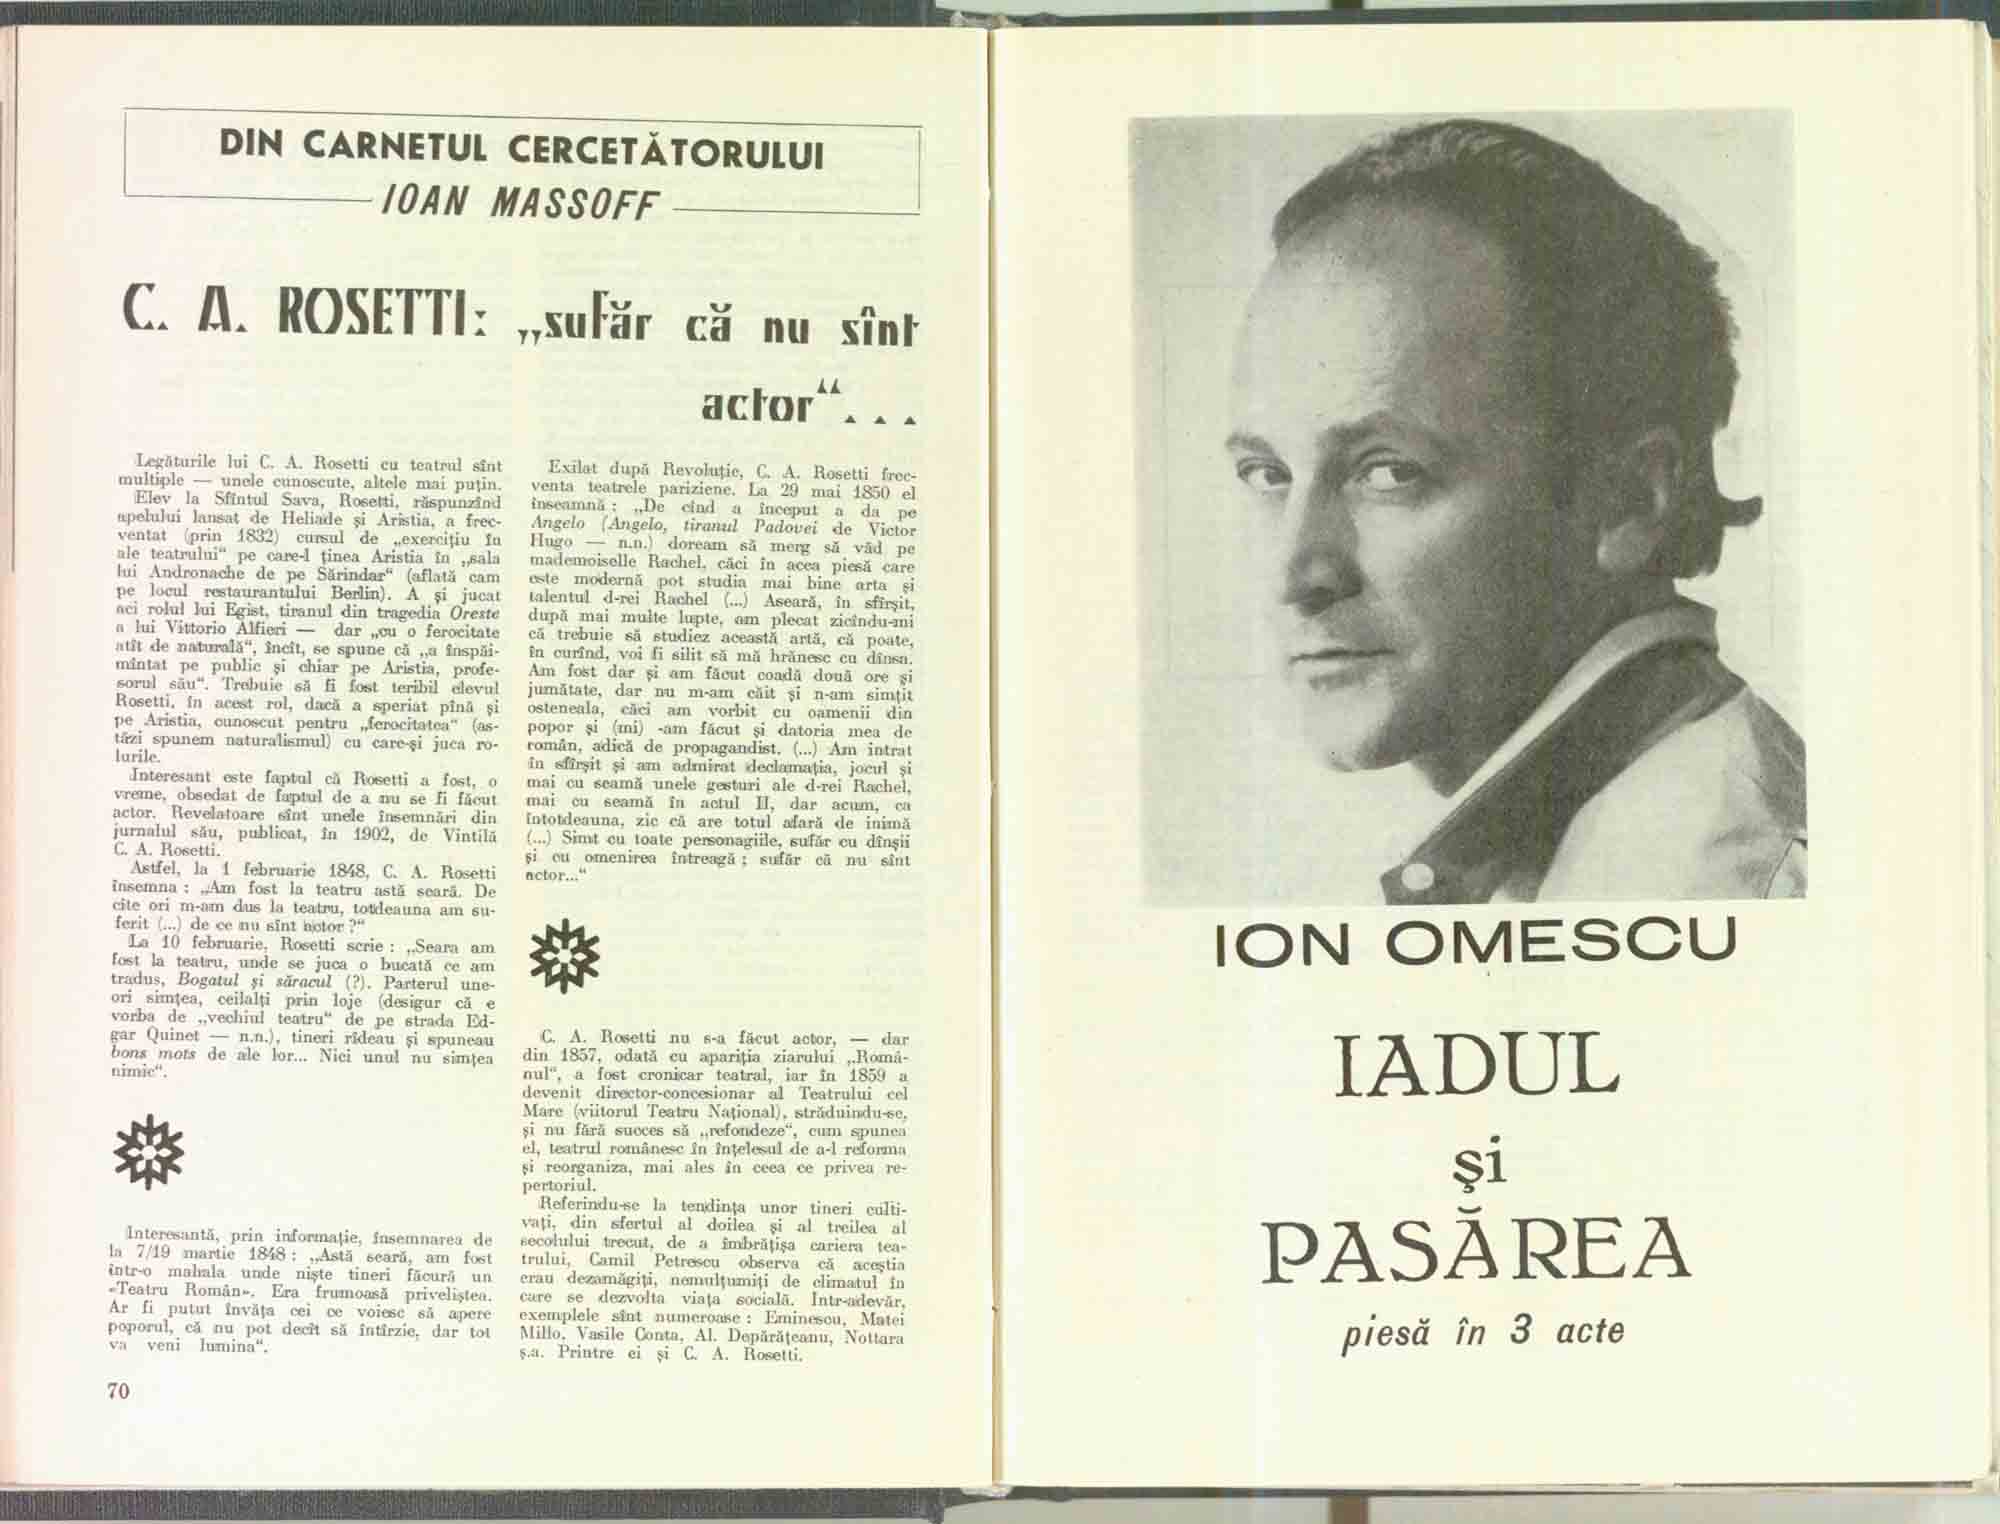 DIN CARNETUL CERCETĂTORULUI
IOAN MASSOFF
C. A. ROSETTI: „sufăr că nu sînt
actor“...
Legăturile lui C. A. Rosetti cu teatrul sînt
multiple — unele cunoscute, altele mai puțin.
Elev la Sfîntul Sava, Rosetti, răspunzînd
apelului lansat de Heliade și Aristia, a frec-
ventat (prin 1832) cursul de „exercițiu în
ale teatrului“ pe care-l ținea Aristia în „sala
lui Andronache de pe Sărindar“ (aflată cam
pe locul restaurantului Berlin). A și jucat
aci rolul lui Egist, tiranul din tragedia Oreste
a lui Vittorio Alfieri — dar „cu o ferocitate
atît de naturală“, încît, se spune că „a înspăi-
mîntat pe public și chiar pe Aristia, profe-
sorul său“. Trebuie să fi fost teribil elevul
Rosetti, în acest rol, dacă a speriat pînă și
pe Aristia, cunoscut pentru „ferocitatea“ (as-
tăzi spunem naturalismul) cu care-și juca ro-
lurile.
Interesant este faptul că Rosetti a fost, o
vreme, obsedat de faptul de a nu se fi făcut
actor. Revelatoare sînt unele însemnări din
jurnalul său, publicat, în 1902, de Vintilă
C. A. Rosetti.
Astfel, la 1 februarie 1848, C. A. Rosetti
însemna : „Am fost la teatru astă seară. De
cîte ori m-am dus la teatru, totdeauna am su-
ferit (...) de ce nu sînt actor ?“
La 10 februarie, Rosetti scrie : „Seara am
fost la teatru, unde se juca o bucată ce am
tradus, Bogatul și săracul (?). Parterul une-
ori simțea, ceilalți prin loje (desigur că e
vorba de „vechiul teatru“ de pe strada Ed-
gar Quinet — n.n.), tineri rîdeau și spuneau
bons mots de ale lor... Nici unul nu simțea
nimic“.
Interesantă, prin informație, însemnarea de
la 7/19 martie 1848 : „Astă seară, am fost
într-o mahala unde niște tineri făcură un
«Teatru Român». Era frumoasă priveliștea.
Ar fi putut învăța cei ce voiesc să apere
poporul, că nu pot decît să întîrzie, dar tot
va veni lumina“.
70
Exilat după Revoluție, C. A. Rosetti frec-
venta teatrele pariziene. La 29 mai 1850 el
înseamnă : „De cînd a început a da pe
Angelo (Angelo, tiranul Padovei de Victor
Hugo — n.n.) doream să merg să văd pe
mademoiselle Rachel, căci în acea piesă care
este modernă pot studia mai bine arta și
talentul d-rei Rachel (...) Aseară, în sfîrșit,
după mai multe lupte, am plecat zicîndu-mi
că trebuie să studiez această artă, că poate,
în curînd, voi fi silit să mă hrănesc cu dînsa.
Am fost dar și am făcut coadă două ore și
jumătate, dar nu m-am căit și n-am simțit
osteneala, căci am vorbit cu oamenii din
popor și (mi) -am făcut și datoria mea de
român, adică de propagandist. (...) Am intrat
în sfîrșit și am admirat declamația, jocul și
mai cu seamă unele gesturi ale d-rei Rachel,
mai cu seamă în actul II, dar acum, ca
întotdeauna, zic că are totul afară de inimă
(...) Simt cu toate personagiile, sufăr cu dînșii
și cu omenirea întreagă ; sufăr că nu sînt
actor...“
C. A. Rosetti nu s-a făcut actor, — dar
din 1857, odată cu apariția ziarului „Româ-
nul“, a fost cronicar teatral, iar în 1859 a
devenit director-concesionar al Teatrului cel
Mare (viitorul Teatru Național), străduindu-se,
și nu fără succes să „refondeze“, cum spunea
el, teatrul românesc în înțelesul de a-l reforma
și reorganiza, mai ales în ceea ce privea re-
pertoriul.
Referindu-se la tendința unor tineri culti-
vați, din sfertul al doilea și al treilea al
secolului trecut, de a îmbrățișa cariera tea-
trului, Camil Petrescu observa că aceștia
erau dezamăgiți, nemulțumiți de climatul în
care se dezvolta viața socială. Intr-adevăr,
exemplele sînt numeroase : Eminescu, Matei
Millo, Vasile Conta, Al. Depărățeanu, Nottara
ș.a. Printre ei și C. A. Rosetti.
ION OMESCU
IADUL
și
PASĂREA
piesă în 3 acte